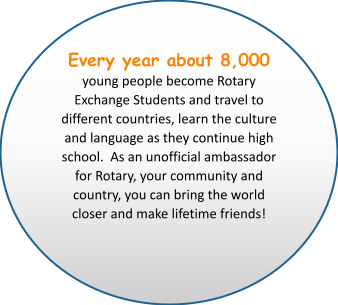 Every year about 8,000
young people become Rotary
Exchange Students and travel to
different countries, learn the culture
and language as they continue high
school.  As an unofficial ambassador
for Rotary, your community and
country, you can bring the world
closer and make lifetime friends!